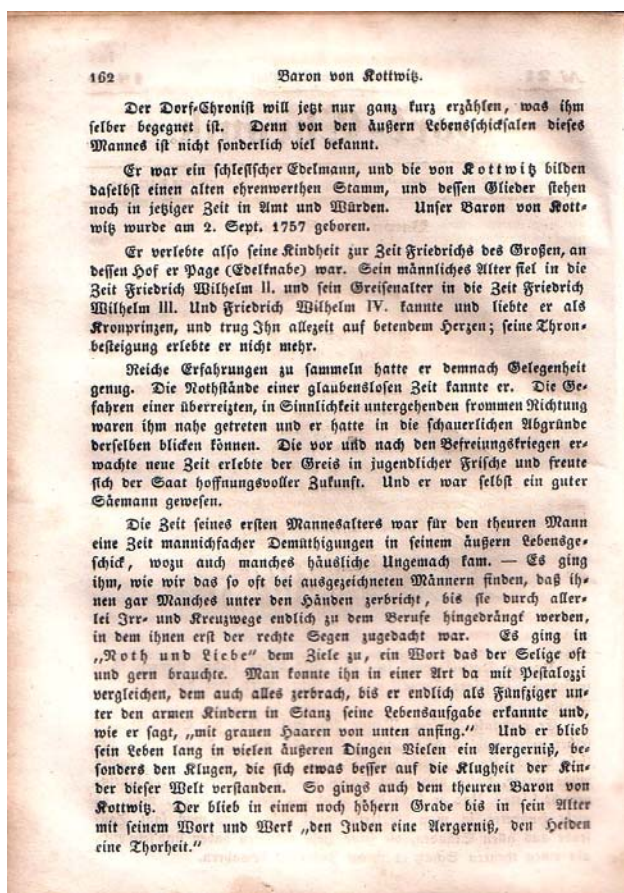 162 Baron von Kottwitz.
Der Dorf-Chronist will jetzt nur ganz kurz erzählen, was ihm
selber begegnet ist. Denn von den äußern Lebensschicksalen dieses
Mannes ist nicht sonderlich viel bekannt.
Er war ein schlesischer Edelmann, und die von Kottwitz bilden
daselbst einen alten ehrenwerthen Stamm, und dessen Glieder stehen
noch in jetziger Zeit in Amt und Würden. Unser Baron von Kott-
witz wurde am 2. Sept. 1757 geboren.
Er verlebte also seine Kindheit zur Zeit Friedrichs des Großen, an
dessen Hof er Page (Edelknabe) war. Sein männliches Alter fiel in die
Zeit Friedrich Wilhelm II. und sein Greisenalter in die Zeit Friedrich
Wilhelm III. Und Friedrich Wilhelm IV. kannte und liebte er als
Kronprinzen, und trug Ihn allezeit auf betendem Herzen; seine Thron-
besteigung erlebte er nicht mehr.
Reiche Erfahrungen zu sammeln hatte er demnach Gelegenheit
genug. Die Nothstände einer glaubenslosen Zeit kannte er. Die Ge-
fahren einer überreizten, in Sinnlichkeit untergehenden frommen Richtung
waren ihm nahe getreten und er hatte in die schauerlichen Abgründe
derselben blicken können. Die vor und nach den Befreiungskriegen er-
wachte neue Zeit erlebte der Greis in jugendlicher Frische und freute
sich der Saat hoffnungsvoller Zukunft. Und er war selbst ein guter
Säemann gewesen.
Die Zeit seines ersten Mannesalters war für den theuren Mann
eine Zeit mannichfacher Demüthigungen in seinem äußern Lebensge-
schick, wozu auch manches häusliche Ungemach kam. — Es ging
ihm, wie wir das so oft bei ausgezeichneten Männern finden, daß ih-
nen gar Manches unter den Händen zerbricht, bis sie durch aller-
lei Irr- und Kreuzwege endlich zu dem Berufe hingedrängt werden,
in dem ihnen erst der rechte Segen zugedacht war. Es ging in
„Noth und Liebe“ dem Ziele zu, ein Wort das der Selige oft
und gern brauchte. Man konnte ihn in einer Art da mit Pestalozzi
vergleichen, dem auch alles zerbrach, bis er endlich als Fünfziger un-
ter den armen Kindern in Stanz seine Lebensaufgabe erkannte und,
wie er sagt, „mit grauen Haaren von unten anfing.“ Und er blieb
sein Leben lang in vielen äußeren Dingen Vielen ein Aergerniß, be-
sonders den Klugen, die sich etwas besser auf die Klugheit der Kin-
der dieser Welt verstanden. So gings auch dem theuren Baron von
Kottwitz. Der blieb in einem noch höhern Grade bis in sein Alter
mit seinem Wort und Werk „den Juden eine Aergerniß, den Heiden
eine Thorheit.“